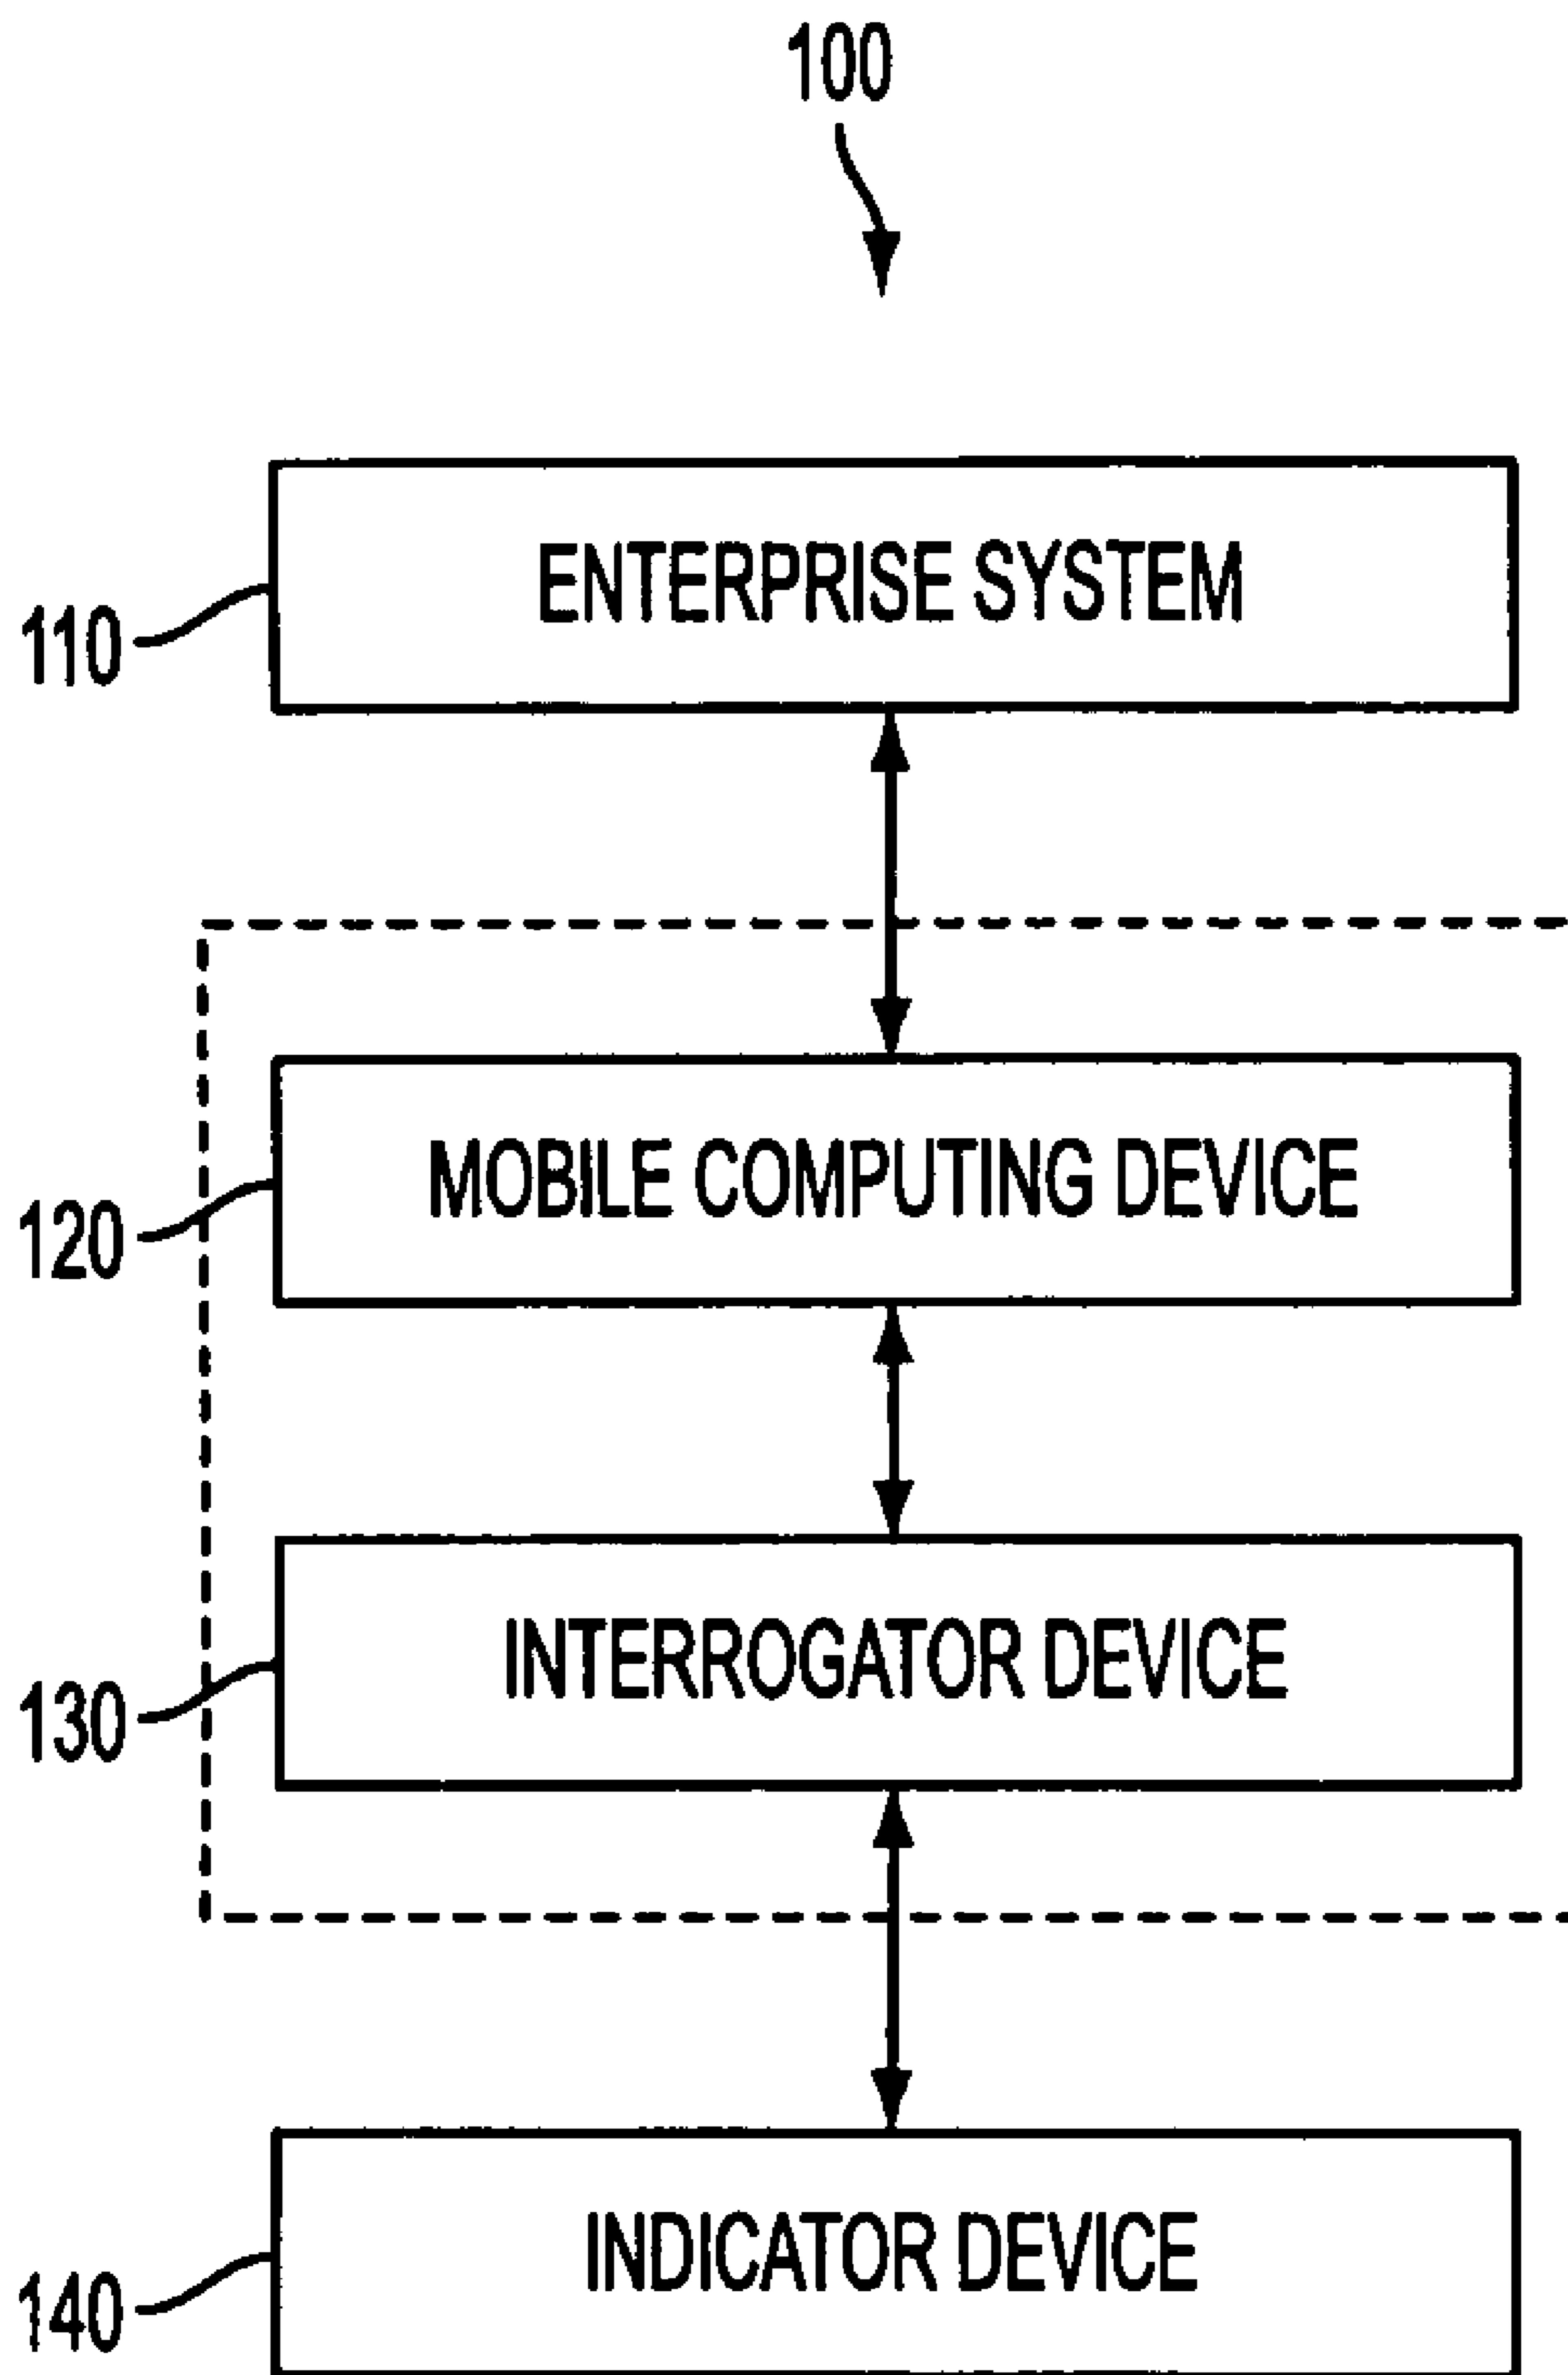 100
ENTERPRISE SYSTEM
110
MOBILE COMPUTING DEVICE
120
INTERROGATOR DEVICE
130
INDICATOR DEVICE
140